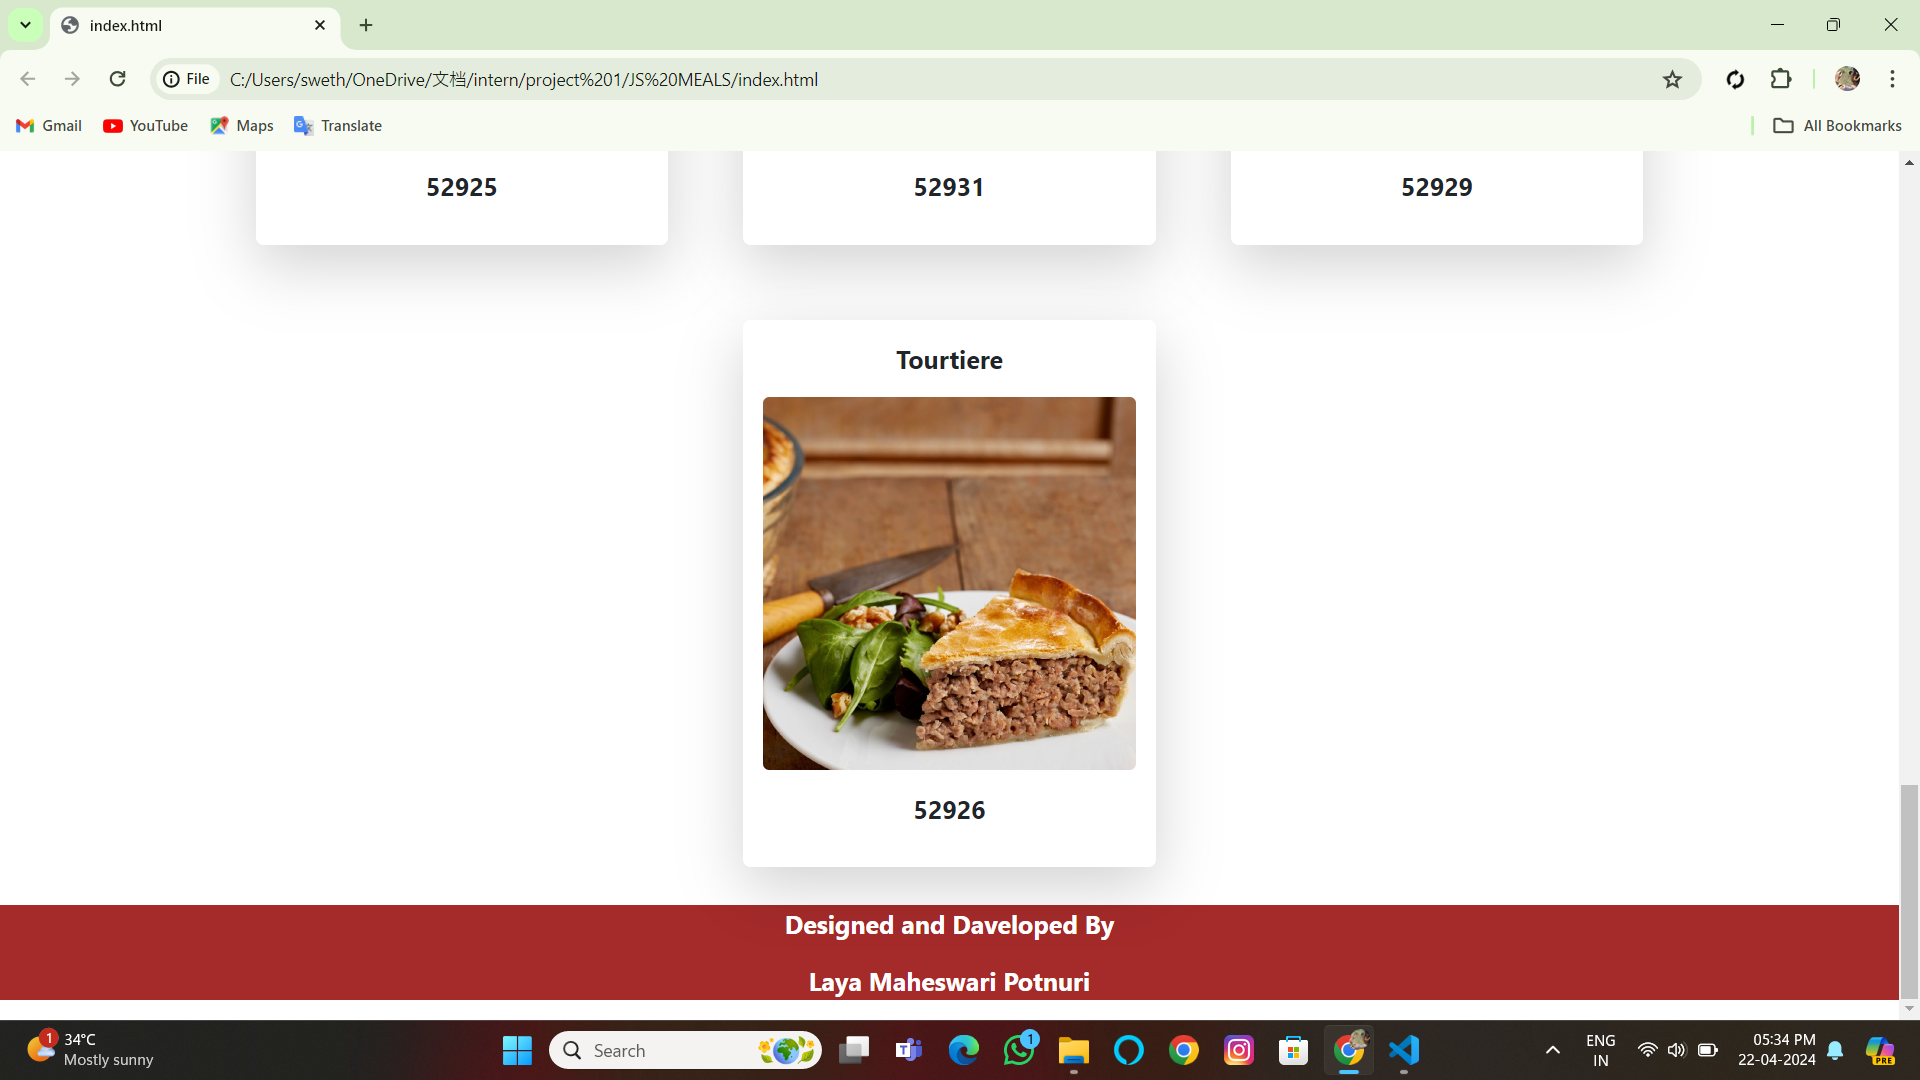 index.html
File
C:/Users/sweth/OneDrive/文档/intern/project%201/JS%20MEALS/index.html
Gmail
YouTube
Maps
Translate
All Bookmarks
52925
52931
52929
Tourtiere
52926
Designed and Daveloped By
Laya Maheswari Potnuri
1
34°C
Mostly sunny
Search
1
ENG
IN
05:34 PM
22-04-2024
PRE